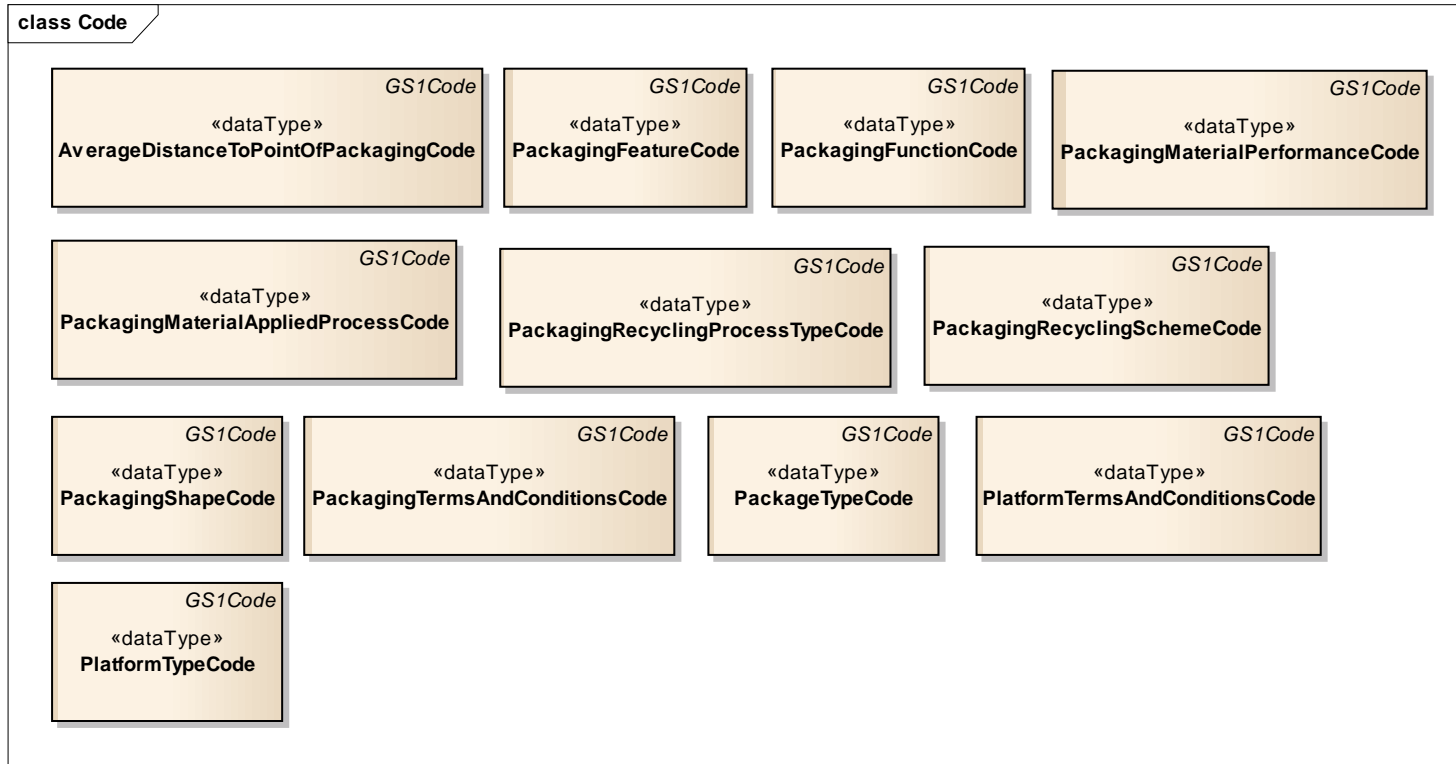 class Code
GS1Code
«dataType»
AverageDistanceToPointOfPackagingCode
GS1Code
«dataType»
PackagingFeatureCode
GS1Code
«dataType»
PackagingFunctionCode
GS1Code
«dataType»
PackagingMaterialPerformanceCode
GS1Code
«dataType»
PackagingMaterialAppliedProcessCode
GS1Code
«dataType»
PackagingRecyclingProcessTypeCode
GS1Code
«dataType»
PackagingRecyclingSchemeCode
GS1Code
«dataType»
PackagingShapeCode
GS1Code
«dataType»
PackagingTermsAndConditionsCode
GS1Code
«dataType»
PackageTypeCode
GS1Code
«dataType»
PlatformTermsAndConditionsCode
GS1Code
«dataType»
PlatformTypeCode